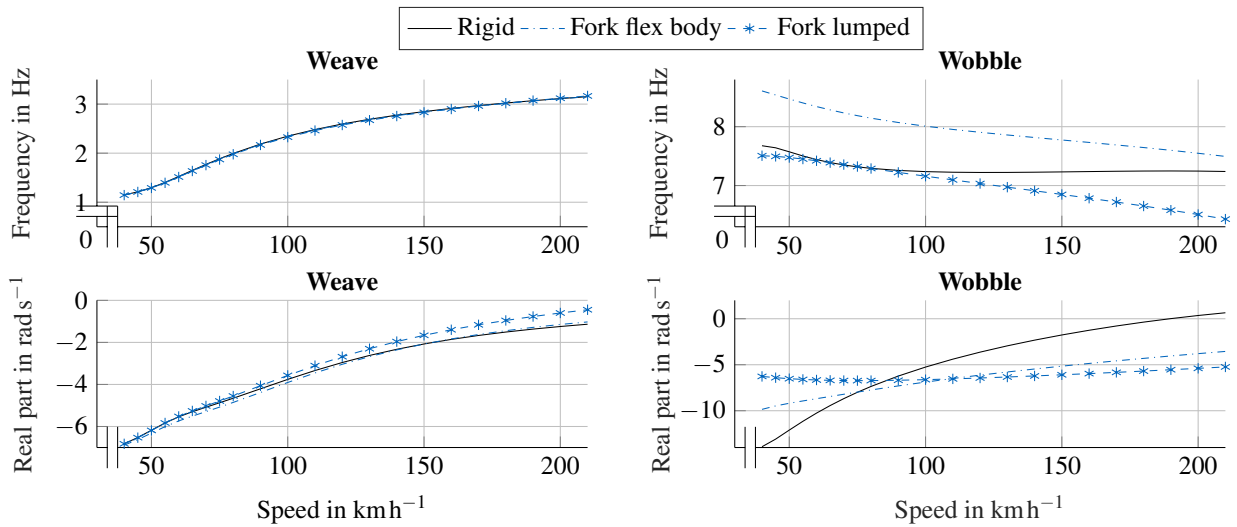 Rigid Fork flex body Fork lumped
Weave
Frequency in Hz
3
2
1
0
50 100 150 200
Wobble
Frequency in Hz
8
7
0
50 100 150 200
Weave
Real part in rad s⁻¹
0
−2
−4
−6
50 100 150 200
Speed in km h⁻¹
Wobble
Real part in rad s⁻¹
0
−5
−10
50 100 150 200
Speed in km h⁻¹